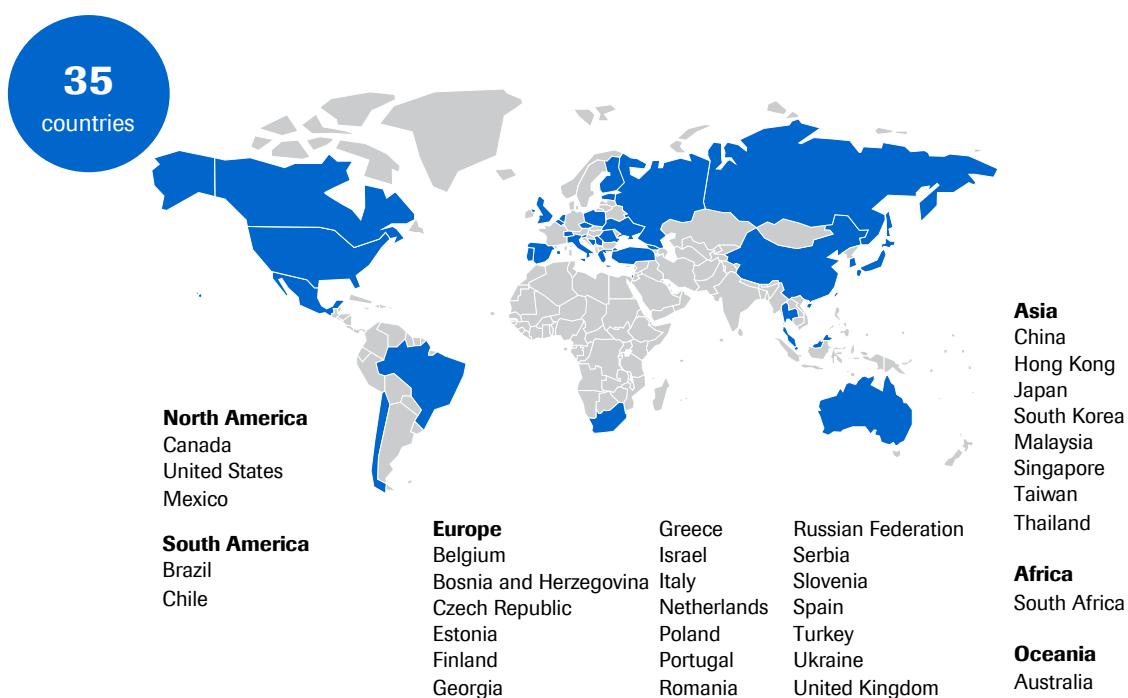 35
countries
North America
Canada
United States
Mexico
South America
Brazil
Chile
Europe
Belgium
Bosnia and Herzegovina
Czech Republic
Estonia
Finland
Georgia
Greece
Israel
Italy
Netherlands
Poland
Portugal
Romania
Russian Federation
Serbia
Slovenia
Spain
Turkey
Ukraine
United Kingdom
Asia
China
Hong Kong
Japan
South Korea
Malaysia
Singapore
Taiwan
Thailand
Africa
South Africa
Oceania
Australia